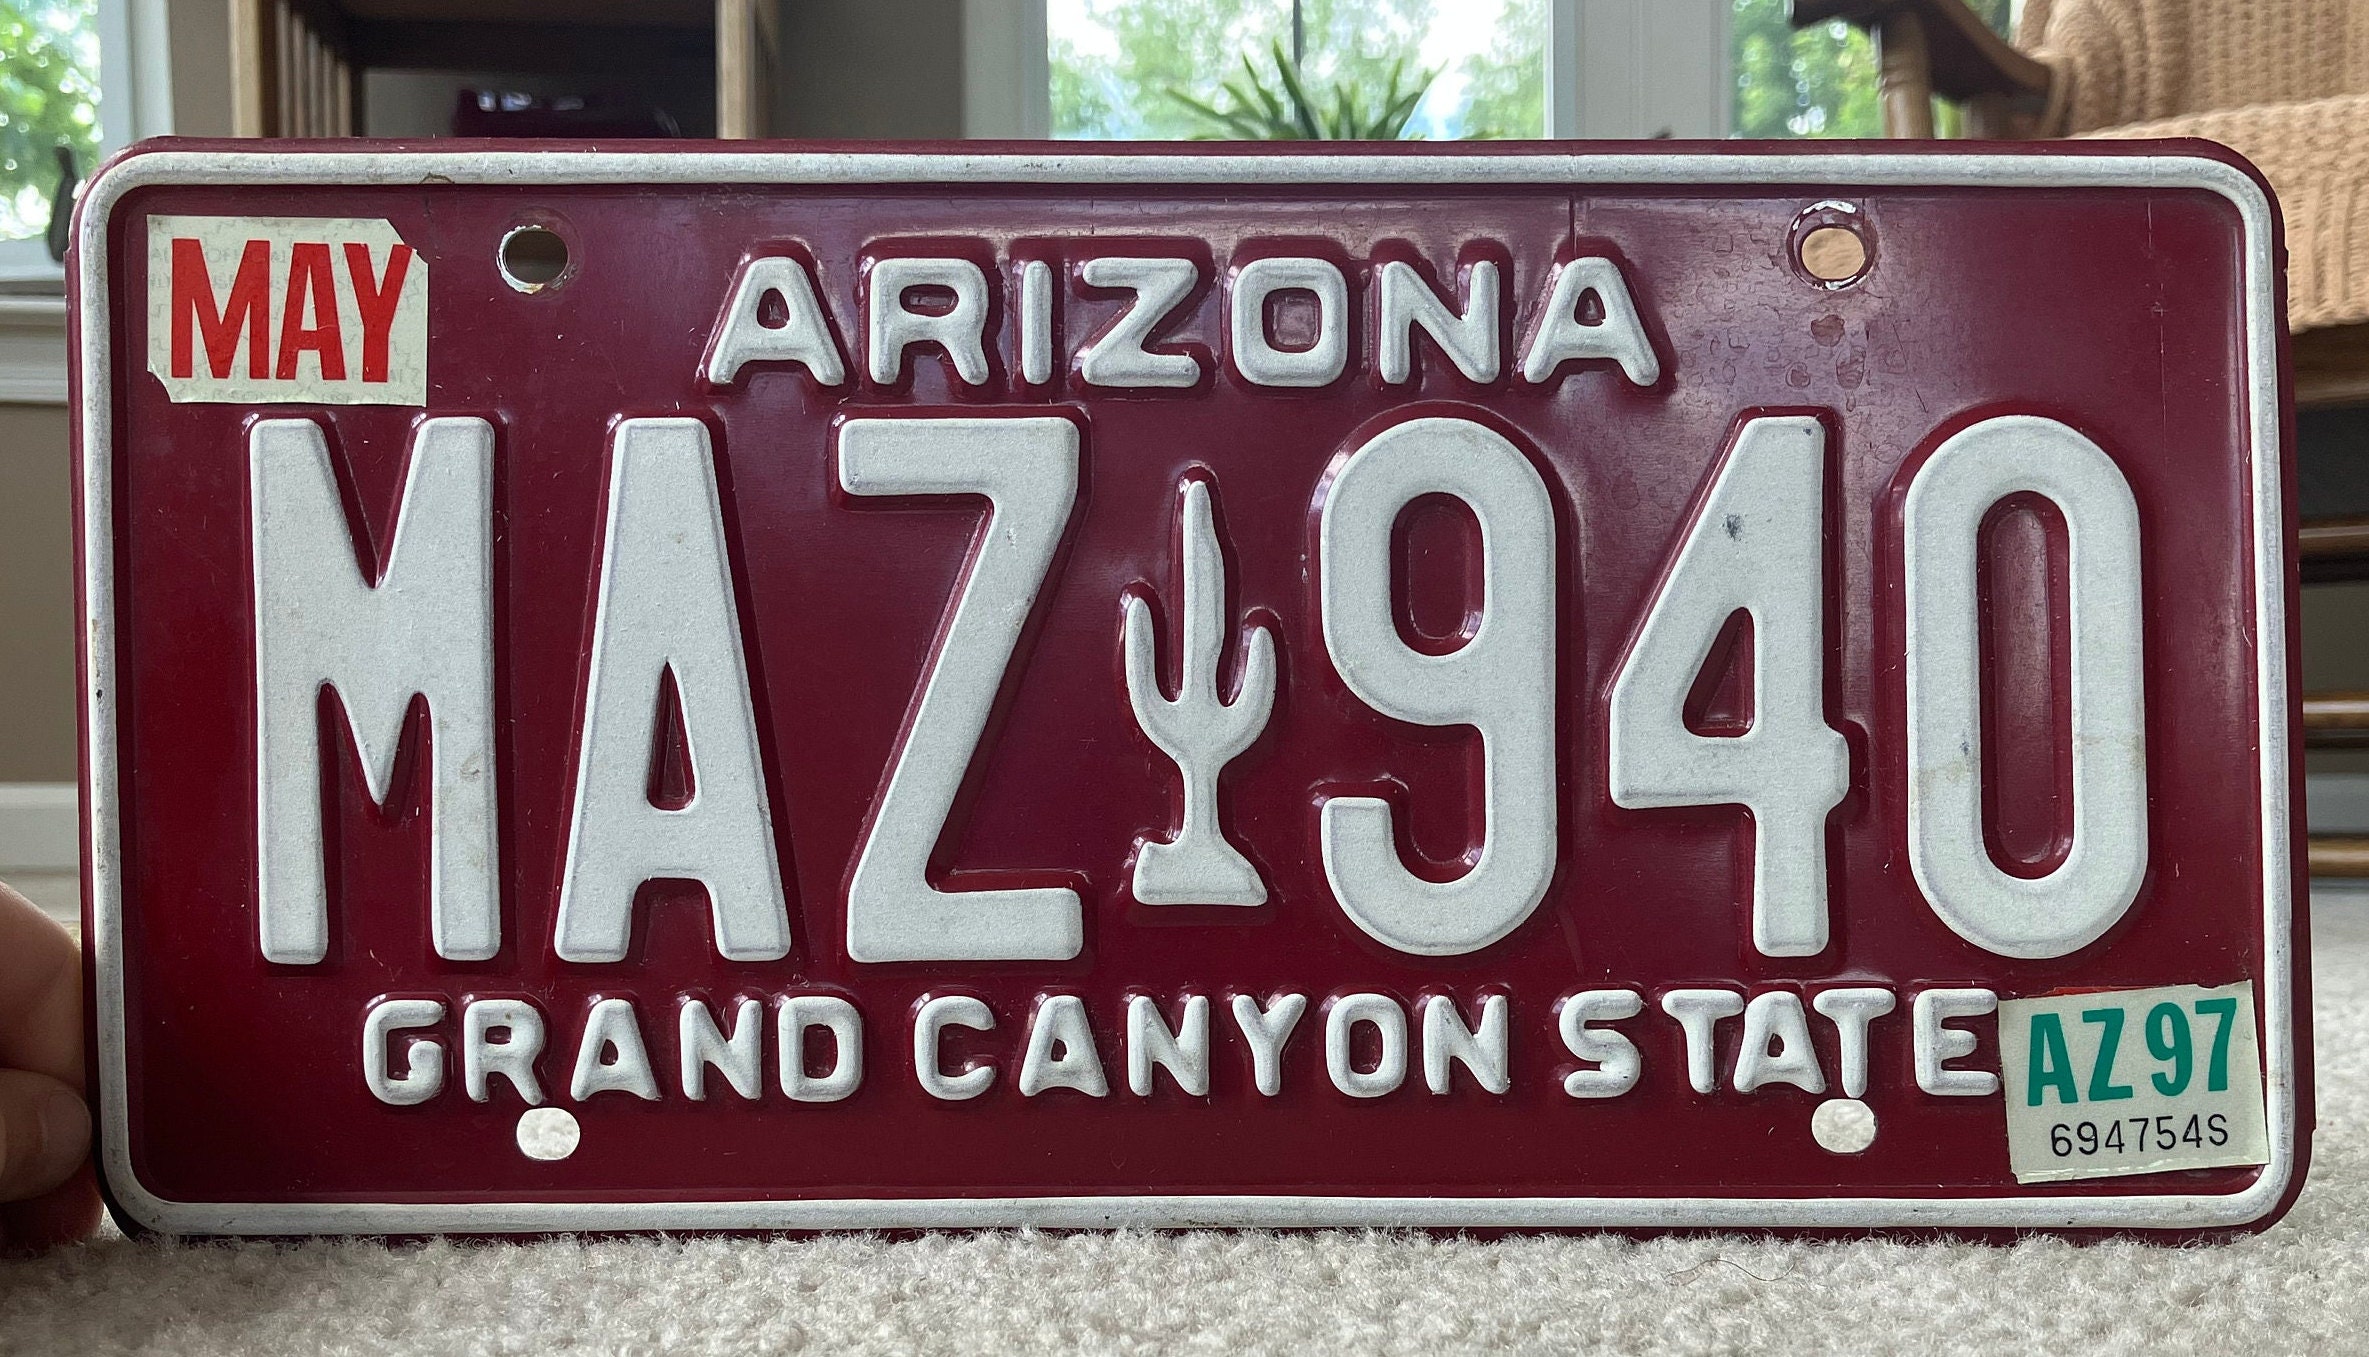 MAY
ARIZONA
MAZ 940
GRAND CANYON STATE
AZ 97
694754S